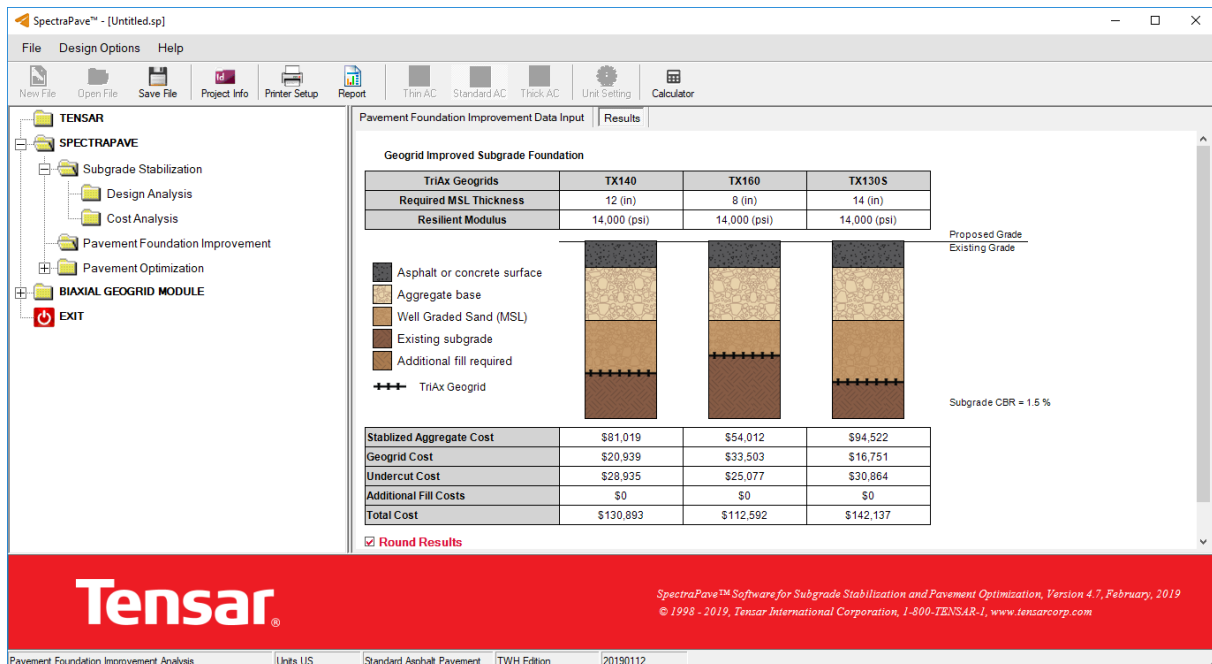 SpectraPave™ - [Untitled.sp]
File Design Options Help
New File Open File Save File Project Info Printer Setup Report Thin AC Standard AC Thick AC Unit Setting Calculator
TENSAR
SPECTRAPAVE
Subgrade Stabilization
Design Analysis
Cost Analysis
Pavement Foundation Improvement
Pavement Optimization
BIAXIAL GEOGRID MODULE
EXIT
Pavement Foundation Improvement Data Input Results
Geogrid Improved Subgrade Foundation
TriAx Geogrids TX140 TX160 TX130S
Required MSL Thickness 12 (in) 8 (in) 14 (in)
Resilient Modulus 14,000 (psi) 14,000 (psi) 14,000 (psi)
Proposed Grade
Existing Grade
Asphalt or concrete surface
Aggregate base
Well Graded Sand (MSL)
Existing subgrade
Additional fill required
TriAx Geogrid
Subgrade CBR = 1.5 %
Stablized Aggregate Cost $81,019 $54,012 $94,522
Geogrid Cost $20,939 $33,503 $16,751
Undercut Cost $28,935 $25,077 $30,864
Additional Fill Costs $0 $0 $0
Total Cost $130,893 $112,592 $142,137
Round Results
Tensar®
SpectraPave™ Software for Subgrade Stabilization and Pavement Optimization, Version 4.7, February, 2019
© 1998 - 2019, Tensar International Corporation, 1-800-TENSAR-1, www.tensarcorp.com
Pavement Foundation Improvement Analysis Units US Standard Asphalt Pavement TWH Edition 20190112